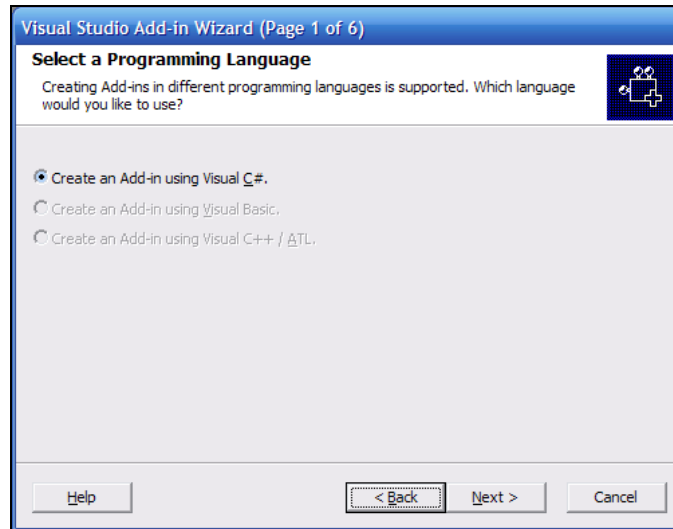 Visual Studio Add-in Wizard (Page 1 of 6)
Select a Programming Language
Creating Add-ins in different programming languages is supported. Which language
would you like to use?
Create an Add-in using Visual C#.
Create an Add-in using Visual Basic.
Create an Add-in using Visual C++ / ATL.
Help
< Back
Next >
Cancel